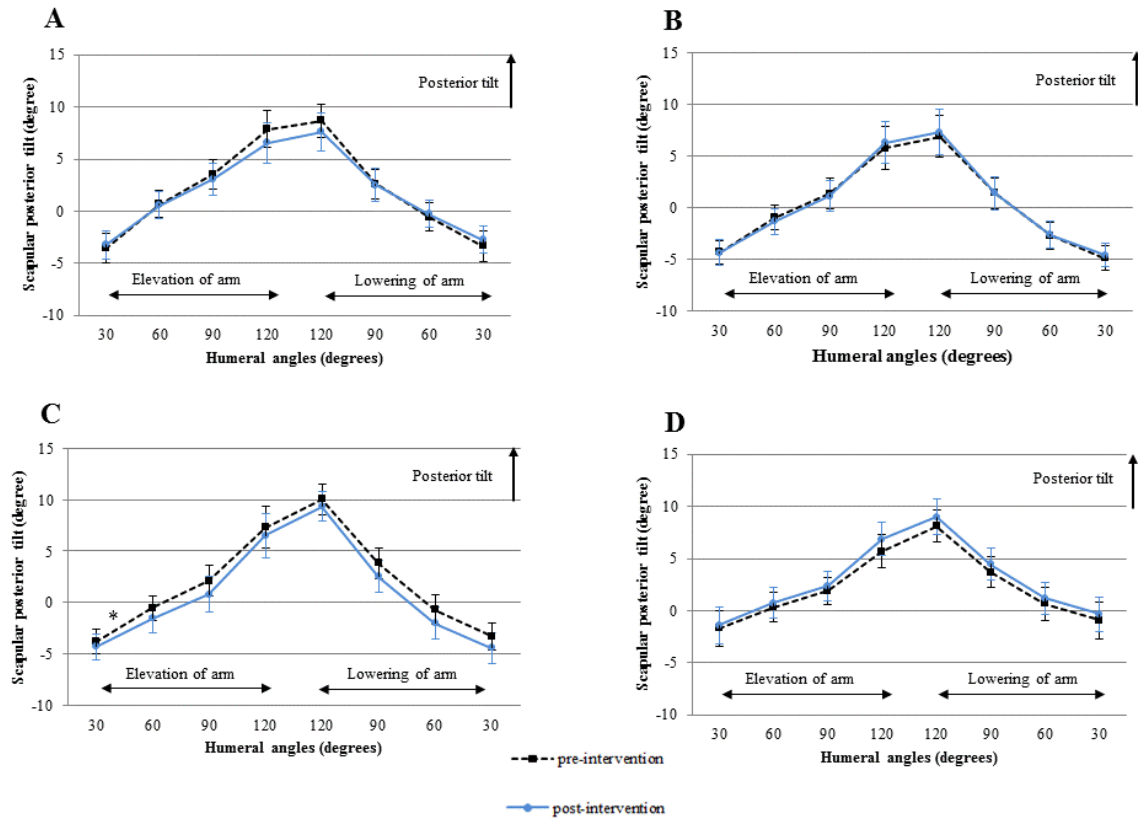 A
Scapular posterior tilt (degree)
15
10
5
0
-5
-10
Posterior tilt
Elevation of arm
Lowering of arm
30 60 90 120 120 90 60 30
Humeral angles (degrees)
B
Scapular posterior tilt (degree)
15
10
5
0
-5
-10
Posterior tilt
Elevation of arm
Lowering of arm
30 60 90 120 120 90 60 30
Humeral angles (degrees)
C
Scapular posterior tilt (degree)
15
10
5
0
-5
-10
Posterior tilt
*
Elevation of arm
Lowering of arm
30 60 90 120 120 90 60 30
Humeral angles (degrees)
D
Scapular posterior tilt (degree)
15
10
5
0
-5
-10
Posterior tilt
Elevation of arm
Lowering of arm
30 60 90 120 120 90 60 30
Humeral angles (degrees)
pre-intervention
post-intervention